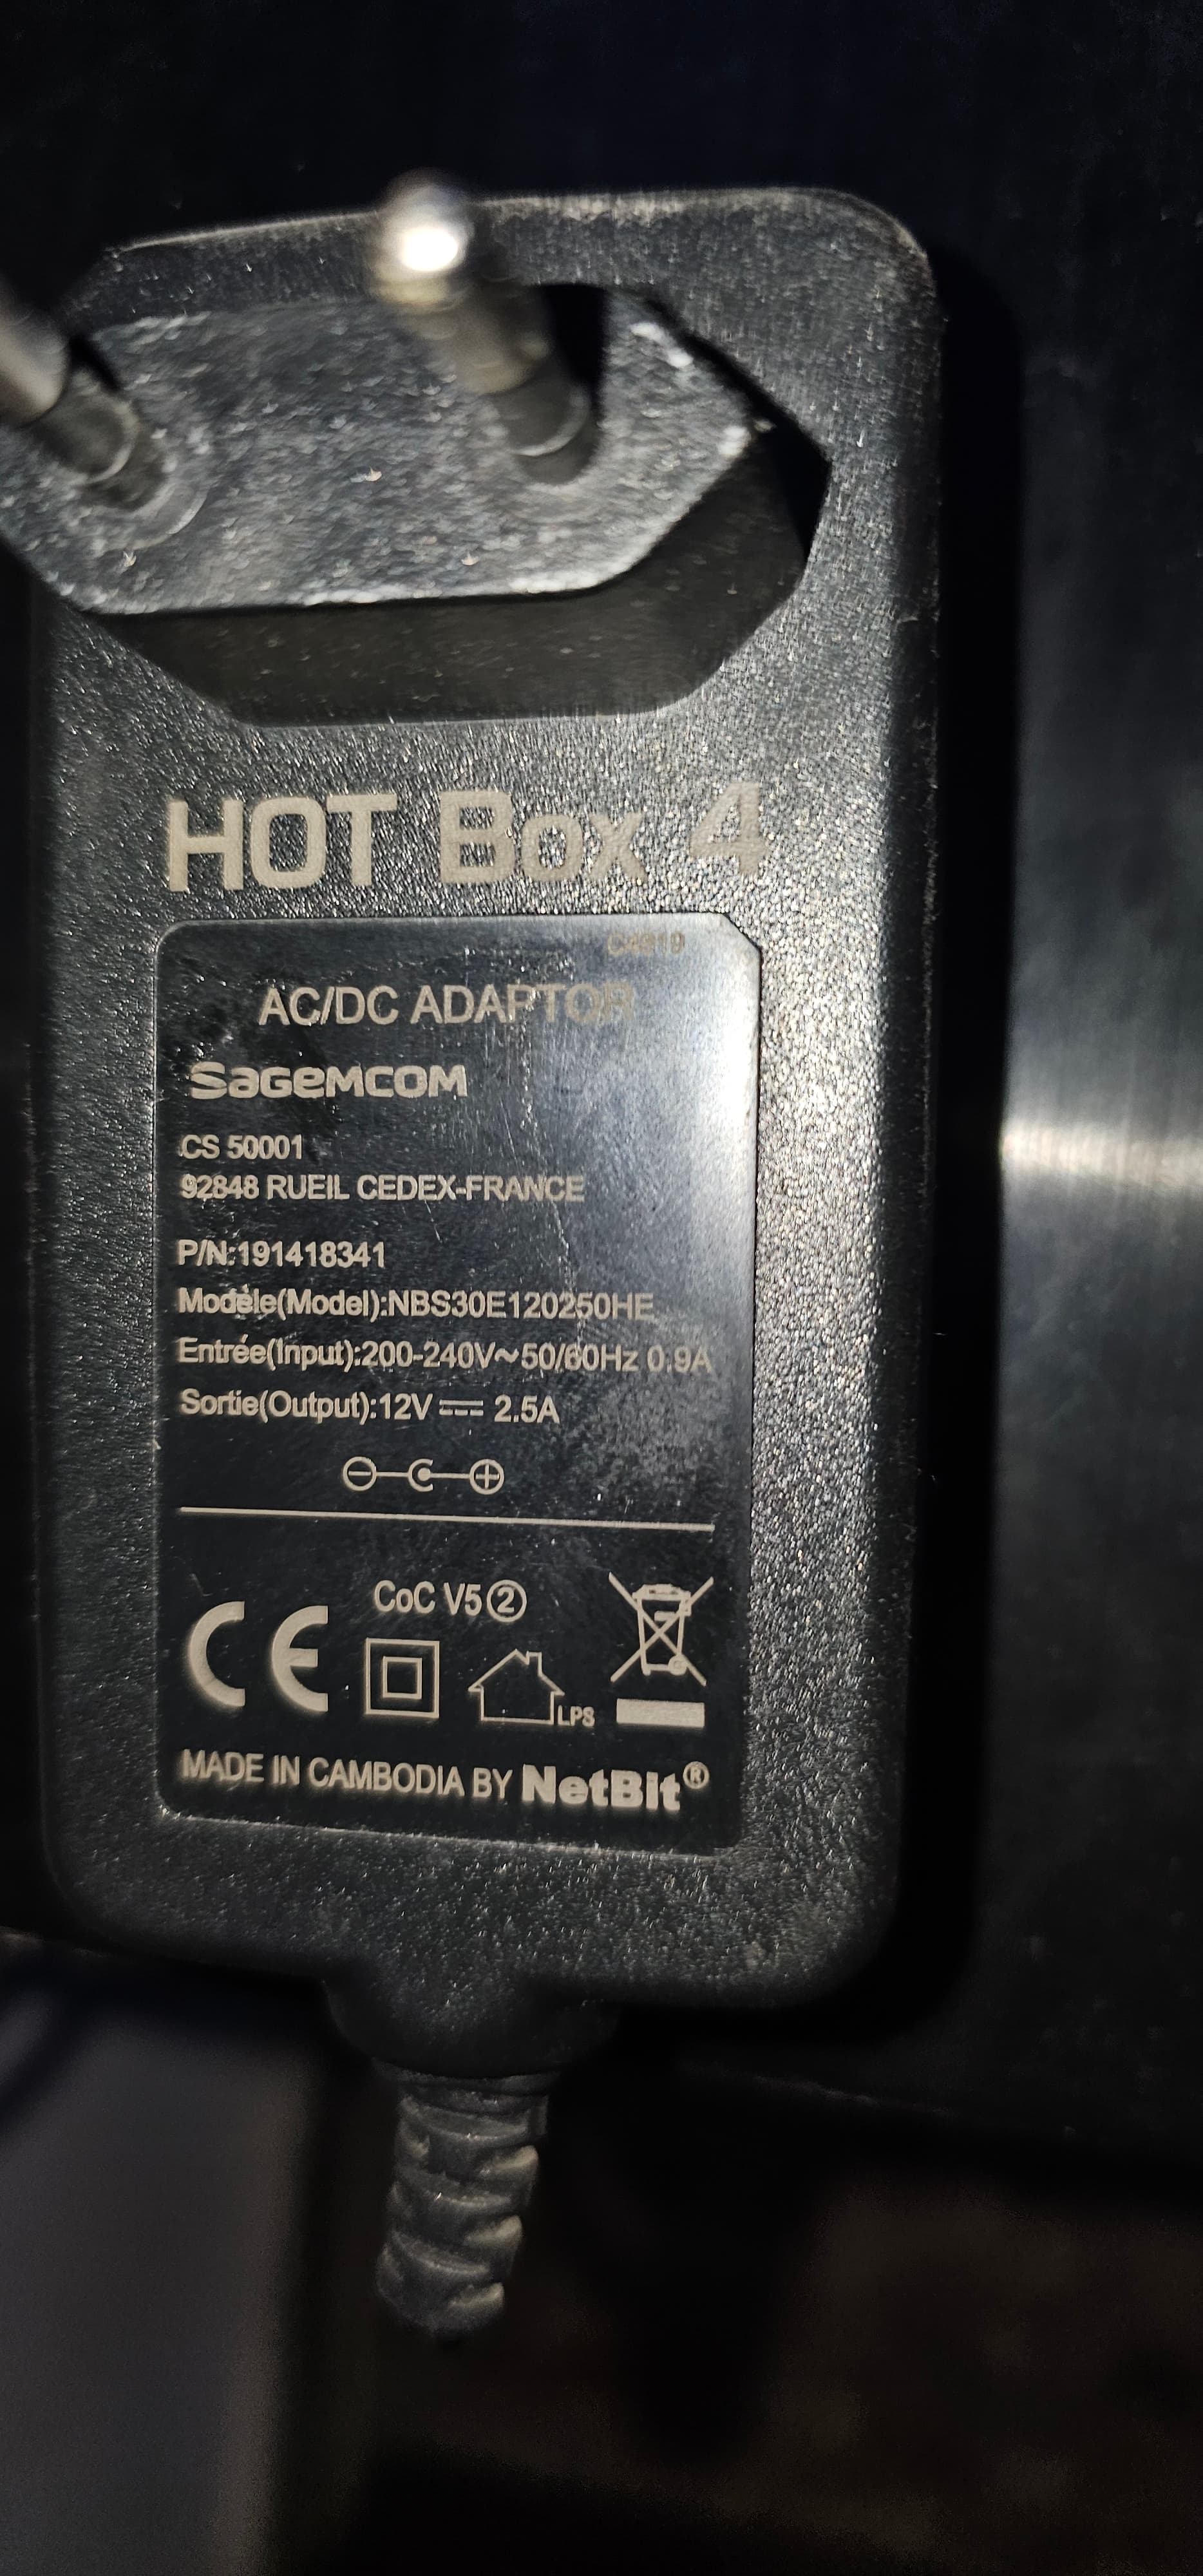 HOT Box 4
AC/DC ADAPTOR
SAGEMCOM
CS 50001
92848 RUEIL CEDEX-FRANCE
P/N:191418341
Modèle(Model):NBS30E120250HE
Entrée(Input):200-240V~50/60Hz 0.9A
Sortie(Output):12V ⎓ 2.5A
CE
CoC V5②
LPS
MADE IN CAMBODIA BY NetBit®